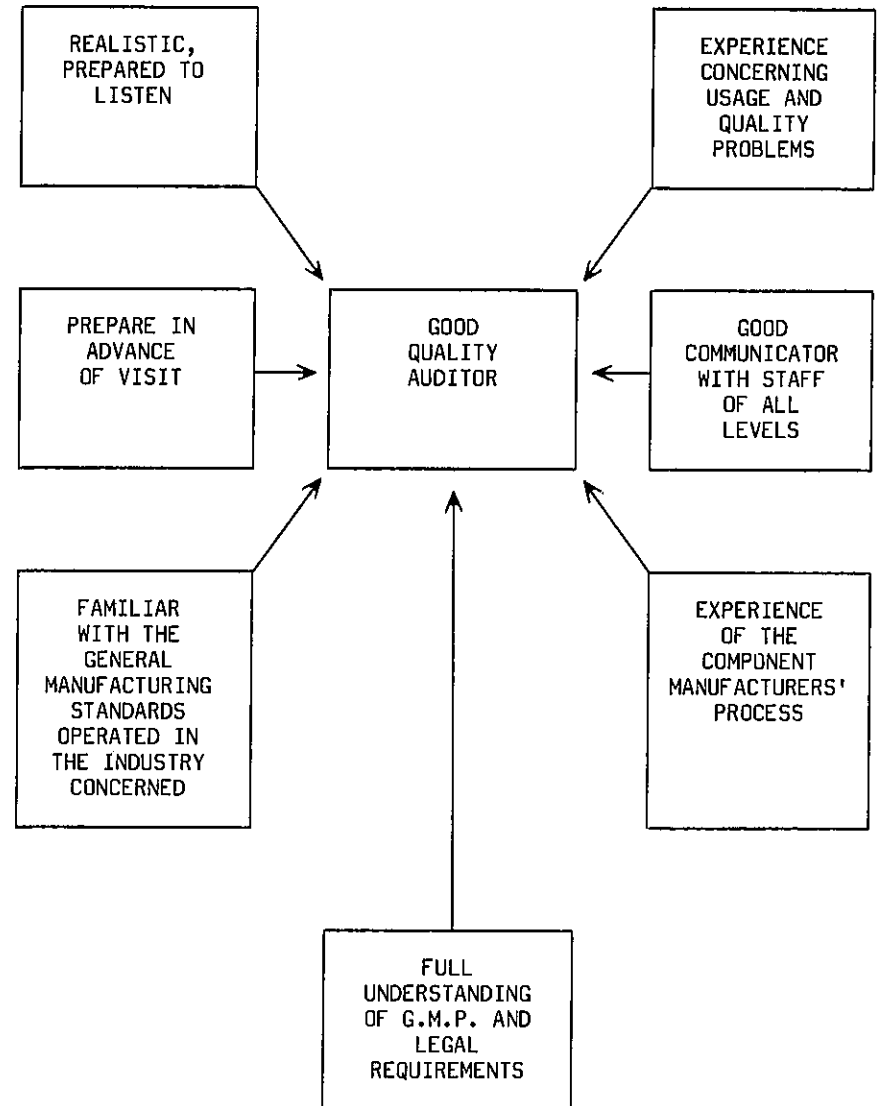 REALISTIC,
PREPARED TO
LISTEN
EXPERIENCE
CONCERNING
USAGE AND
QUALITY
PROBLEMS
PREPARE IN
ADVANCE
OF VISIT
GOOD
QUALITY
AUDITOR
GOOD
COMMUNICATOR
WITH STAFF
OF ALL
LEVELS
FAMILIAR
WITH THE
GENERAL
MANUFACTURING
STANDARDS
OPERATED IN
THE INDUSTRY
CONCERNED
EXPERIENCE
OF THE
COMPONENT
MANUFACTURERS'
PROCESS
FULL
UNDERSTANDING
OF G.M.P. AND
LEGAL
REQUIREMENTS